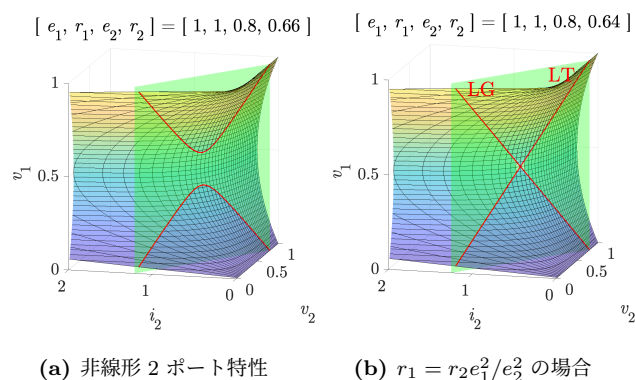 [ e₁, r₁, e₂, r₂ ] = [ 1, 1, 0.8, 0.66 ]
1
0.5
0
v₁
2
1
0
i₂
0
0.5
1
v₂
(a) 非線形 2 ポート特性
[ e₁, r₁, e₂, r₂ ] = [ 1, 1, 0.8, 0.64 ]
LG
LT
1
0.5
0
v₁
2
1
0
i₂
0
0.5
1
v₂
(b) r₁ = r₂e₁²/e₂² の場合